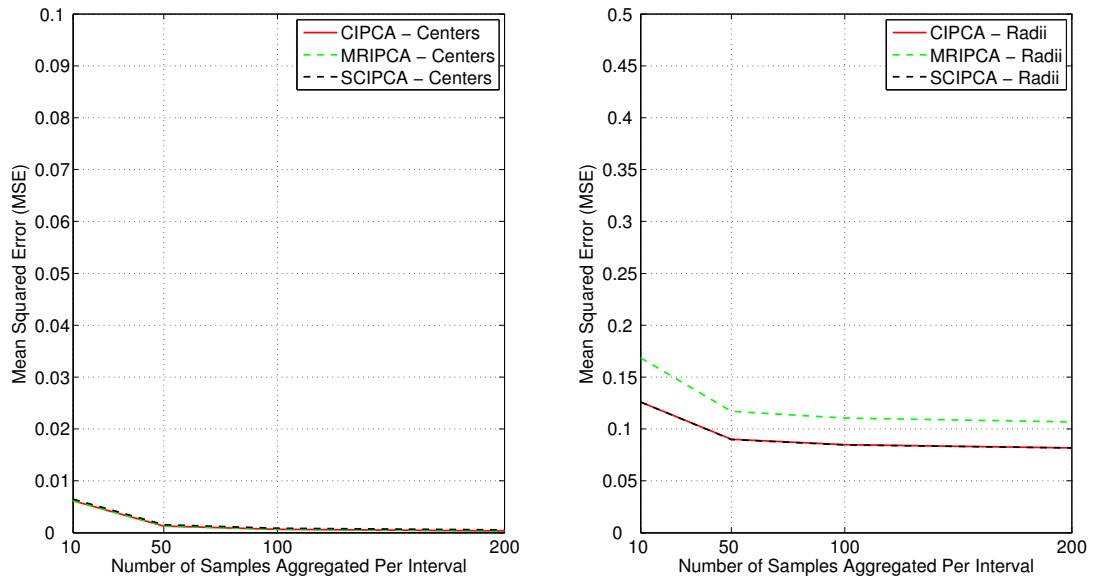 0.1
0.09
0.08
0.07
0.06
0.05
0.04
0.03
0.02
0.01
0
Mean Squared Error (MSE)
CIPCA – Centers
MRIPCA – Centers
SCIPCA – Centers
10 50 100 200
Number of Samples Aggregated Per Interval
0.5
0.45
0.4
0.35
0.3
0.25
0.2
0.15
0.1
0.05
0
Mean Squared Error (MSE)
CIPCA – Radii
MRIPCA – Radii
SCIPCA – Radii
10 50 100 200
Number of Samples Aggregated Per Interval